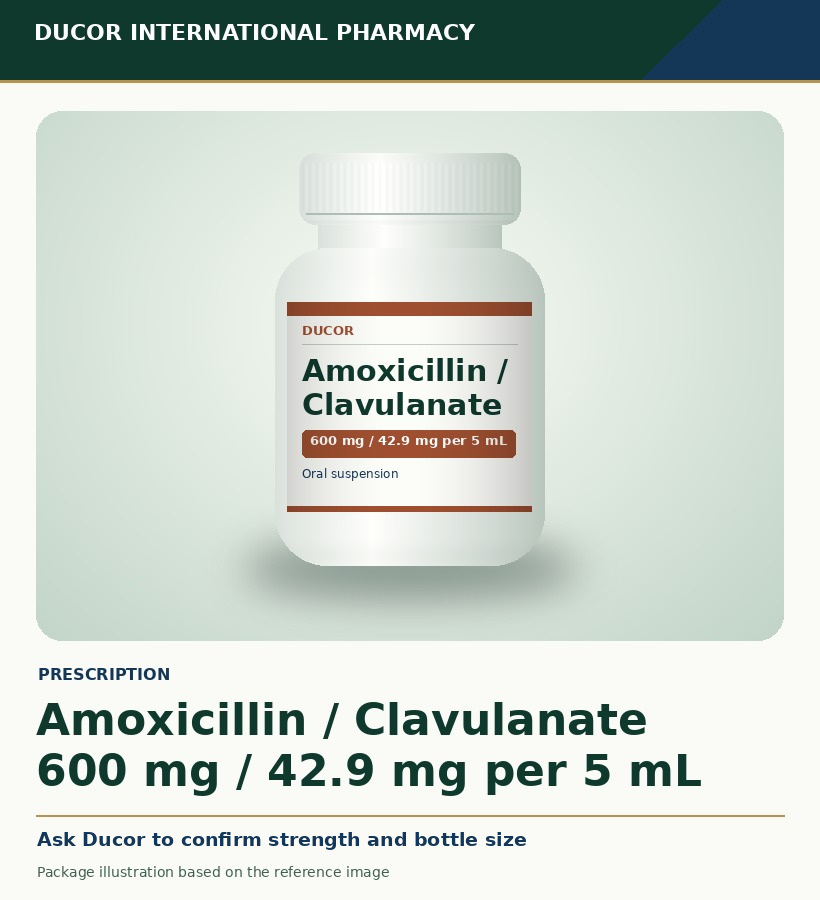 DUCOR INTERNATIONAL PHARMACY
DUCOR
Amoxicillin /
Clavulanate
600 mg / 42.9 mg per 5 mL
Oral suspension
PRESCRIPTION
Amoxicillin / Clavulanate
600 mg / 42.9 mg per 5 mL
Ask Ducor to confirm strength and bottle size
Package illustration based on the reference image